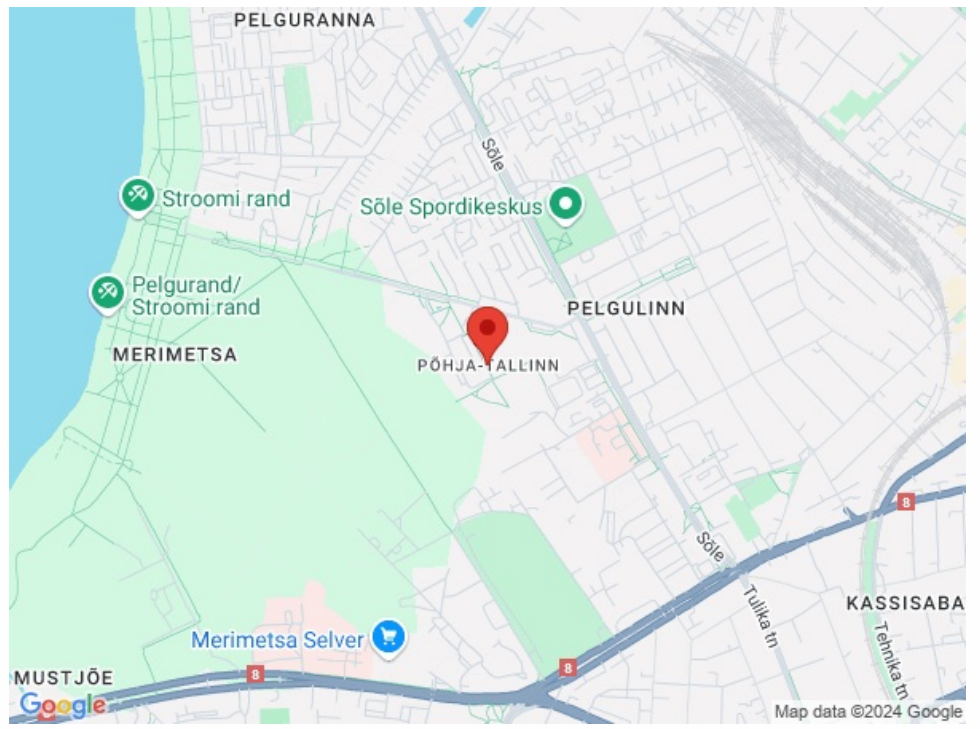 PELGURANNA
Sõle
Stroomi rand
Sõle Spordikeskus
Pelgurand/
Stroomi rand
PELGULINN
MERIMETSA
PÕHJA-TALLINN
8
Sõle
Tulika tn
KASSISABA
Merimetsa Selver
Tehnika tn
8
8
MUSTJÕE
Google
Map data ©2024 Google